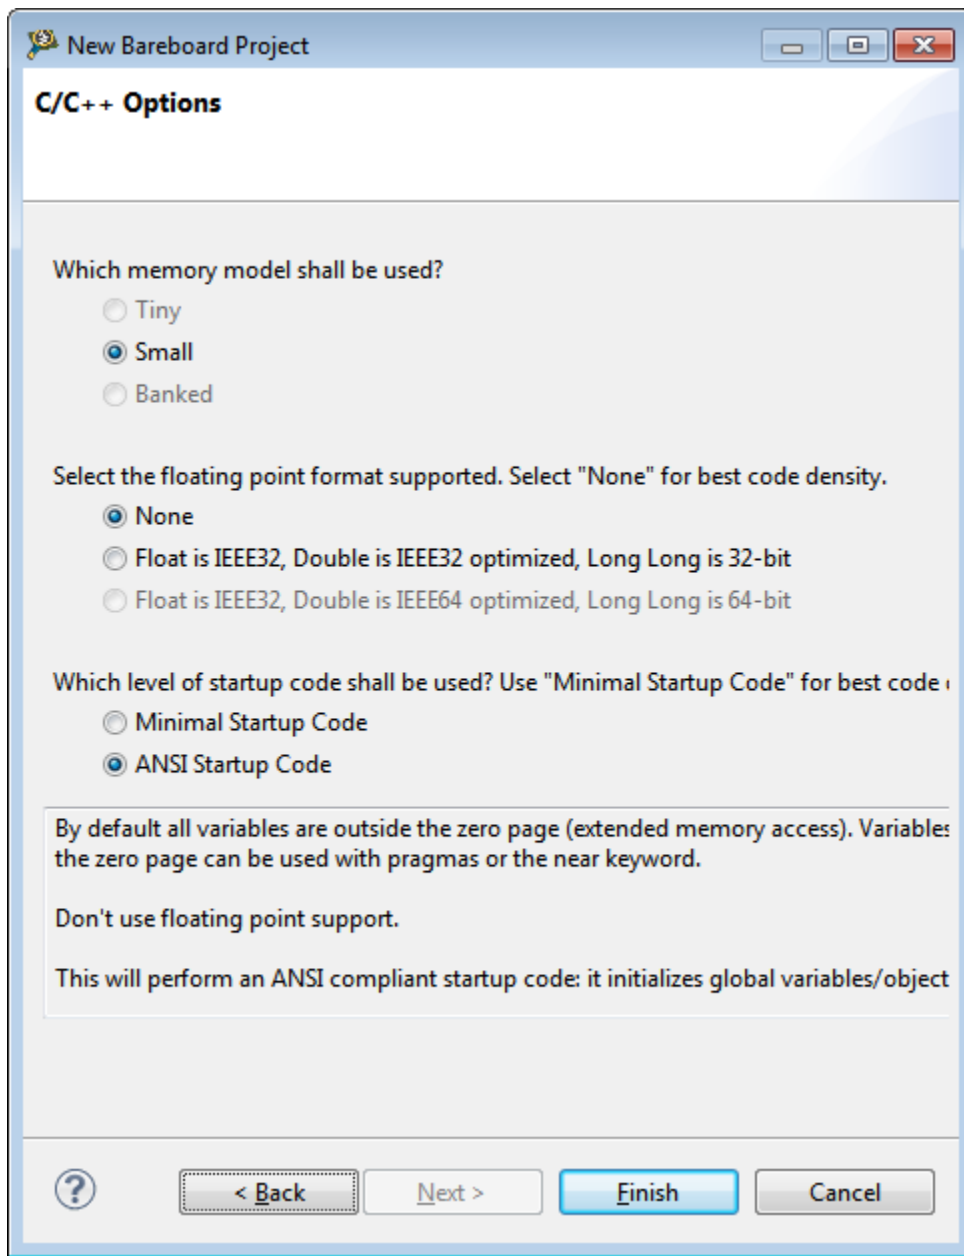 New Bareboard Project
C/C++ Options
Which memory model shall be used?
Tiny
Small
Banked
Select the floating point format supported. Select "None" for best code density.
None
Float is IEEE32, Double is IEEE32 optimized, Long Long is 32-bit
Float is IEEE32, Double is IEEE64 optimized, Long Long is 64-bit
Which level of startup code shall be used? Use "Minimal Startup Code" for best code
Minimal Startup Code
ANSI Startup Code
By default all variables are outside the zero page (extended memory access). Variables
the zero page can be used with pragmas or the near keyword.
Don't use floating point support.
This will perform an ANSI compliant startup code: it initializes global variables/object
< Back Next > Finish Cancel